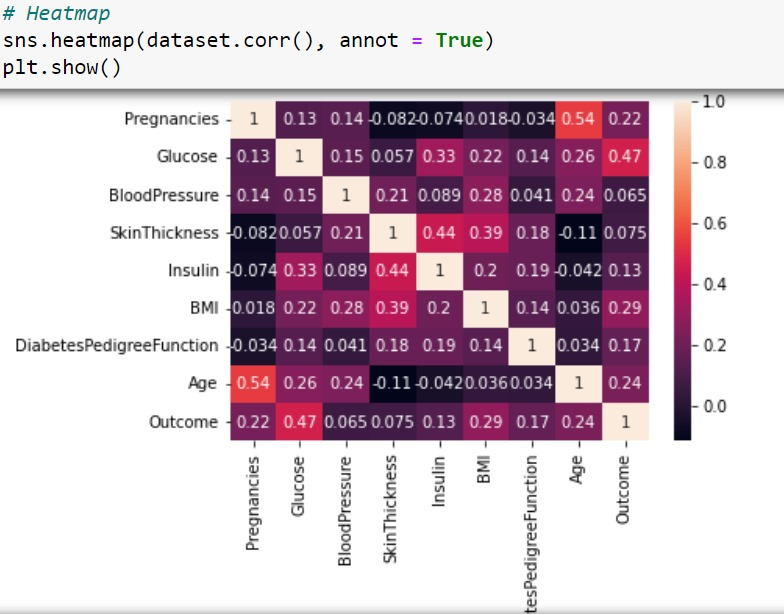 # Heatmap
sns.heatmap(dataset.corr(), annot = True)
plt.show()
Pregnancies 1 0.13 0.14 -0.082 -0.074 0.018 -0.034 0.54 0.22
Glucose 0.13 1 0.15 0.057 0.33 0.22 0.14 0.26 0.47
BloodPressure 0.14 0.15 1 0.21 0.089 0.28 0.041 0.24 0.065
SkinThickness -0.082 0.057 0.21 1 0.44 0.39 0.18 -0.11 0.075
Insulin -0.074 0.33 0.089 0.44 1 0.2 0.19 -0.042 0.13
BMI 0.018 0.22 0.28 0.39 0.2 1 0.14 0.036 0.29
DiabetesPedigreeFunction -0.034 0.14 0.041 0.18 0.19 0.14 1 0.034 0.17
Age 0.54 0.26 0.24 -0.11 -0.042 0.036 0.034 1 0.24
Outcome 0.22 0.47 0.065 0.075 0.13 0.29 0.17 0.24 1
Pregnancies
Glucose
BloodPressure
SkinThickness
Insulin
BMI
tesPedigreeFunction
Age
Outcome
1.0
0.8
0.6
0.4
0.2
0.0